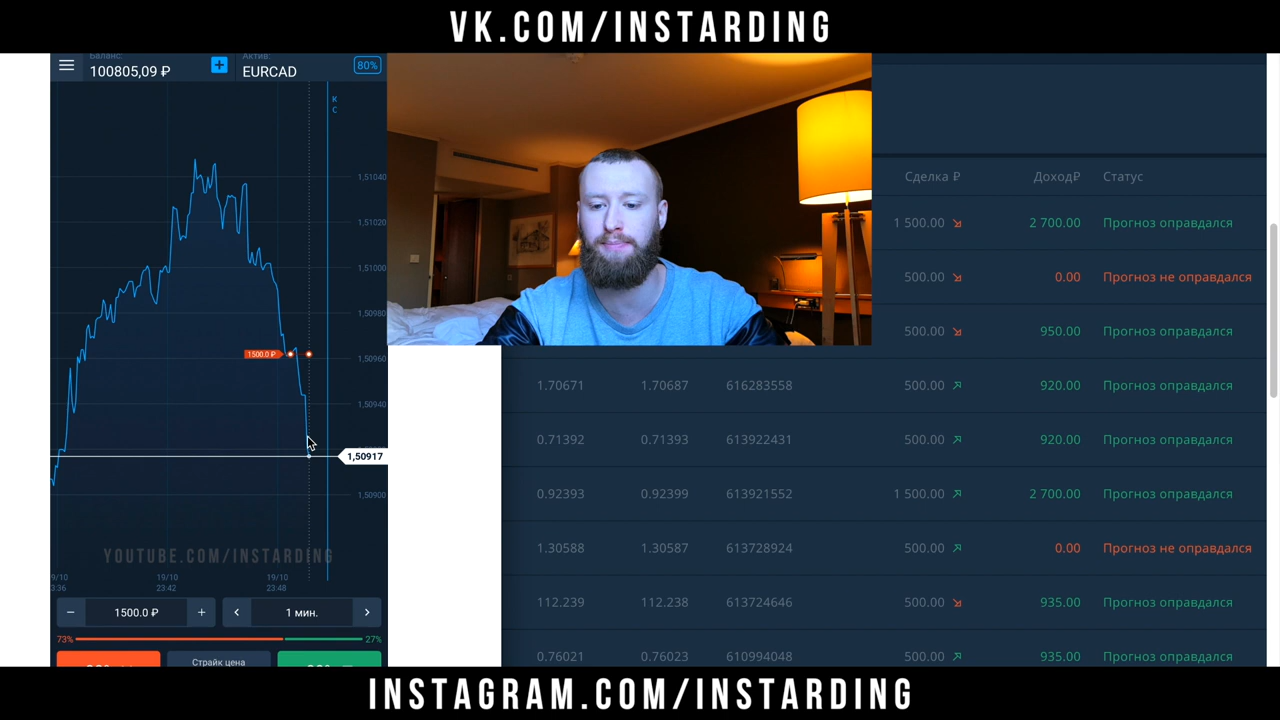 VK.COM/INSTARDING
Баланс: Актив:
100805,09 ₽ + EURCAD 80%
К
С
1,51040
1,51020
1,51000
1,50980
1500.0 ₽ 1,50960
1,50940
1,50917
1,50900
YOUTUBE.COM/INSTARDING
9/10 19/10 19/10
3:36 23:42 23:48
− 1500.0 ₽ + 1 мин.
73% 27%
Страйк цена
Сделка ₽ Доход₽ Статус
1 500.00 2 700.00 Прогноз оправдался
500.00 0.00 Прогноз не оправдался
500.00 950.00 Прогноз оправдался
1.70671 1.70687 616283558 500.00 920.00 Прогноз оправдался
0.71392 0.71393 613922431 500.00 920.00 Прогноз оправдался
0.92393 0.92399 613921552 1 500.00 2 700.00 Прогноз оправдался
1.30588 1.30587 613728924 500.00 0.00 Прогноз не оправдался
112.239 112.238 613724646 500.00 935.00 Прогноз оправдался
0.76021 0.76023 610994048 500.00 935.00 Прогноз оправдался
INSTAGRAM.COM/INSTARDING